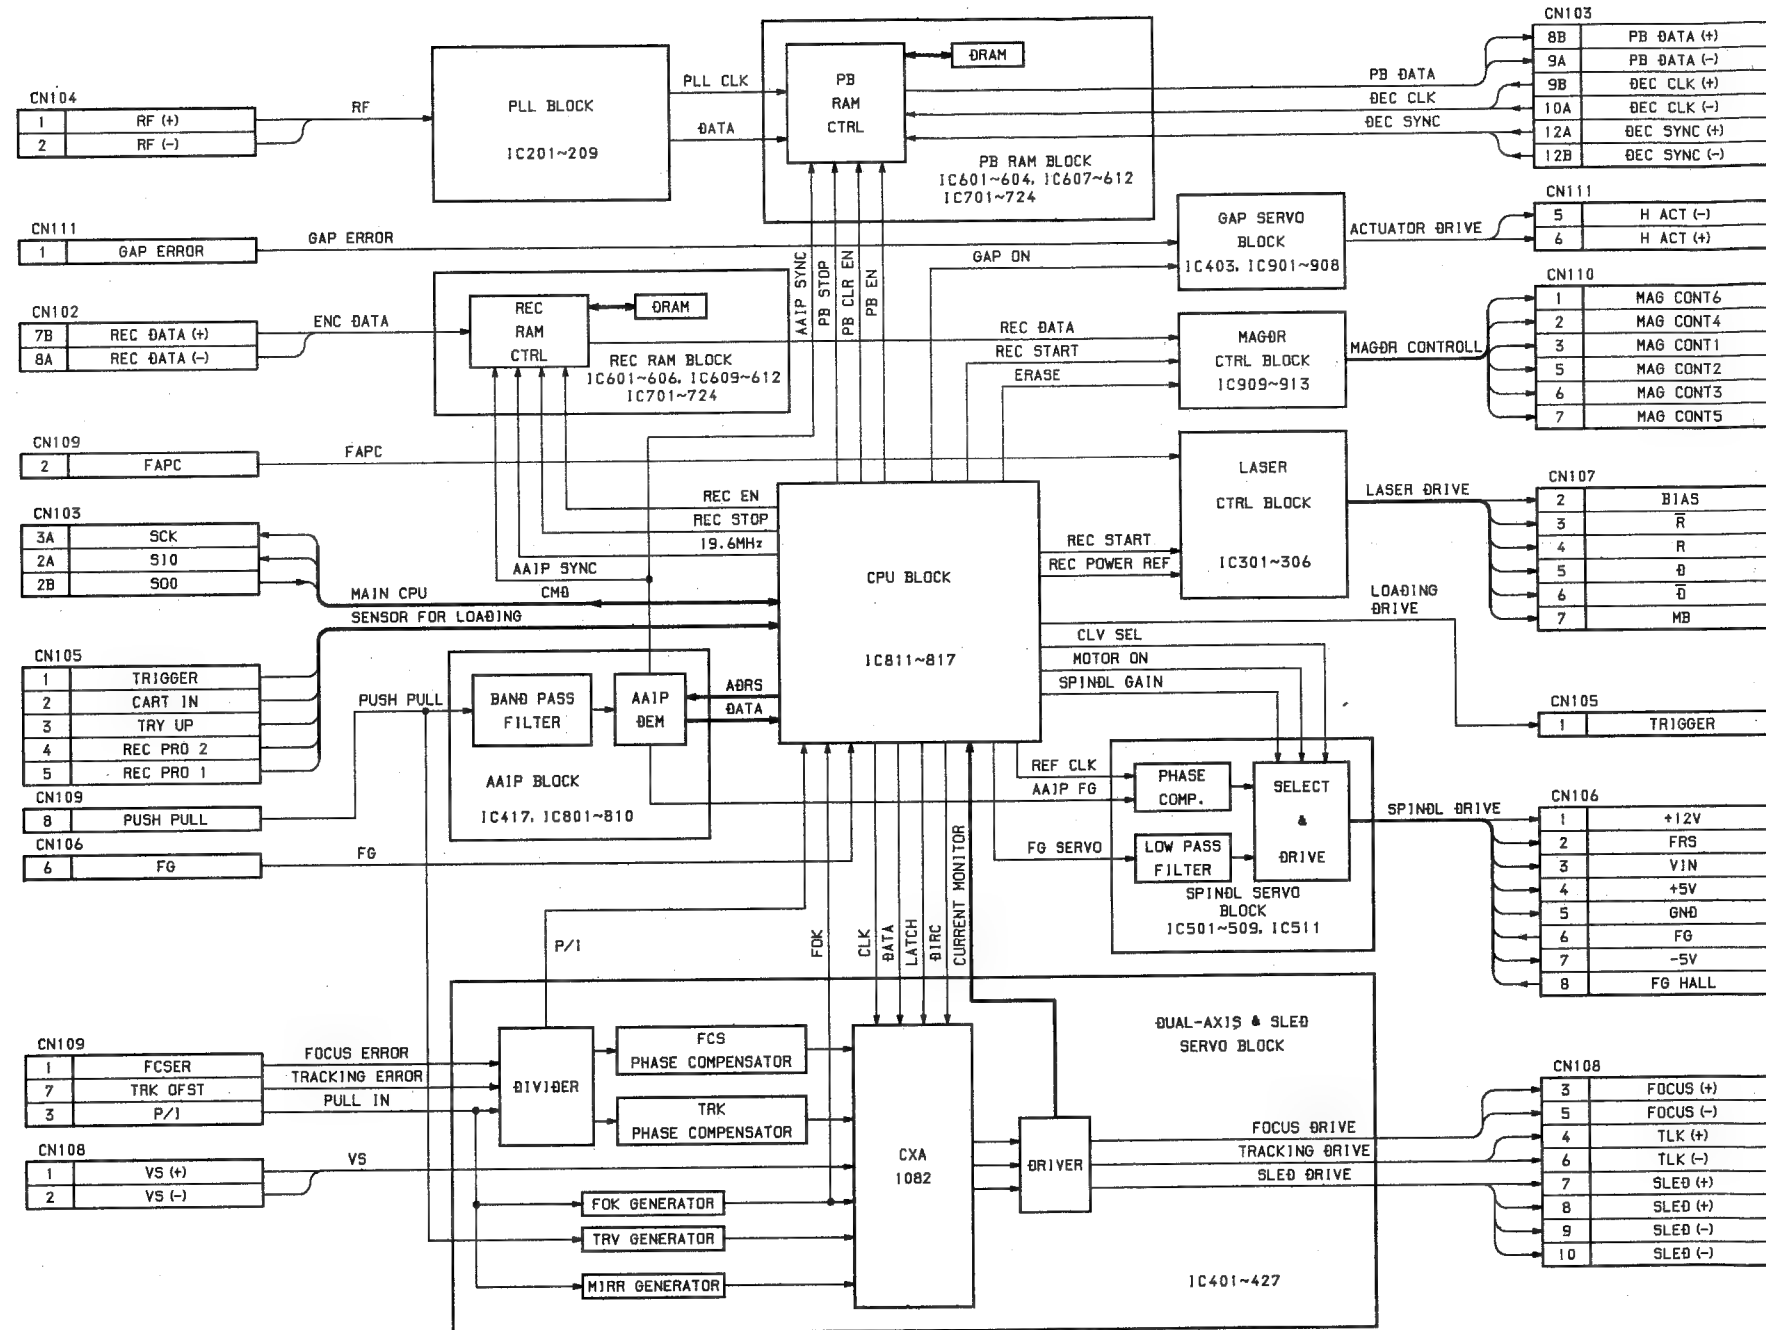 CN104
1 RF (+)
2 RF (-)
RF
PLL BLOCK
IC201~209
PLL CLK
DATA
PB
RAM
CTRL
DRAM
PB RAM BLOCK
IC601~604, IC607~612
IC701~724
PB DATA
DEC CLK
DEC SYNC
CN103
8B PB DATA (+)
9A PB DATA (-)
9B DEC CLK (+)
10A DEC CLK (-)
12A DEC SYNC (+)
12B DEC SYNC (-)
CN111
1 GAP ERROR
GAP ERROR
AAIP SYNC
PB STOP
PB CLR EN
PB EN
GAP ON
GAP SERVO
BLOCK
IC403, IC901~908
ACTUATOR DRIVE
CN111
5 H ACT (-)
6 H ACT (+)
CN102
7B REC DATA (+)
8A REC DATA (-)
ENC DATA
REC
RAM
CTRL
DRAM
REC RAM BLOCK
IC601~606, IC609~612
IC701~724
REC DATA
REC START
ERASE
MAGDR
CTRL BLOCK
IC909~913
MAGDR CONTROLL
CN110
1 MAG CONT6
2 MAG CONT4
3 MAG CONT1
5 MAG CONT2
6 MAG CONT3
7 MAG CONT5
CN109
2 FAPC
FAPC
LASER
CTRL BLOCK
IC301~306
LASER DRIVE
CN107
2 BIAS
3 R̅
4 R
5 D
6 D̅
7 MB
CN103
3A SCK
2A SIO
2B SOO
REC EN
REC STOP
19.6MHz
AAIP SYNC
MAIN CPU CMD
SENSOR FOR LOADING
CPU BLOCK
IC811~817
REC START
REC POWER REF
LOADING
DRIVE
CLV SEL
MOTOR ON
SPINDL GAIN
CN105
1 TRIGGER
CN105
1 TRIGGER
2 CART IN
3 TRY UP
4 REC PRO 2
5 REC PRO 1
PUSH PULL
BAND PASS
FILTER
AAIP
DEM
ADRS
DATA
AAIP BLOCK
IC417, IC801~810
CN109
8 PUSH PULL
CN106
6 FG
FG
REF CLK
AAIP FG
FG SERVO
PHASE
COMP.
LOW PASS
FILTER
SELECT
&
DRIVE
SPINDL SERVO
BLOCK
IC501~509, IC511
SPINDL DRIVE
CN106
1 +12V
2 FRS
3 VIN
4 +5V
5 GND
6 FG
7 -5V
8 FG HALL
P/I
FOK
CLK
DATA
LATCH
DIRC
CURRENT MONITOR
CN109
1 FCSER
7 TRK OFST
3 P/I
FOCUS ERROR
TRACKING ERROR
PULL IN
DIVIDER
FCS
PHASE COMPENSATOR
TRK
PHASE COMPENSATOR
CXA
1082
DRIVER
DUAL-AXIS & SLED
SERVO BLOCK
FOCUS DRIVE
TRACKING DRIVE
SLED DRIVE
CN108
1 VS (+)
2 VS (-)
VS
FOK GENERATOR
TRV GENERATOR
MIRR GENERATOR
IC401~427
CN108
3 FOCUS (+)
5 FOCUS (-)
4 TLK (+)
6 TLK (-)
7 SLED (+)
8 SLED (+)
9 SLED (-)
10 SLED (-)